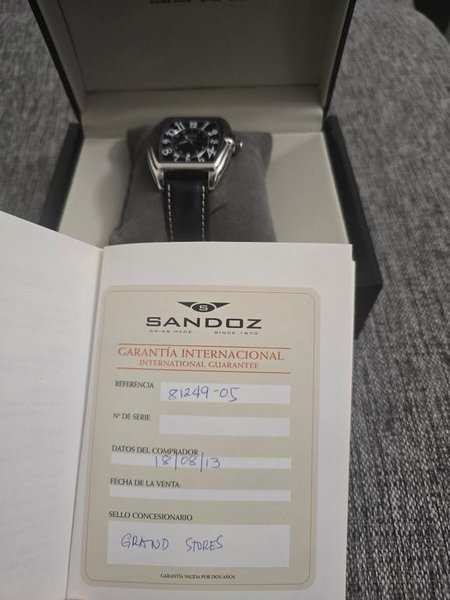 S
SANDOZ
SWISS MADE SINCE 1870
GARANTÍA INTERNACIONAL
INTERNATIONAL GUARANTEE
REFERENCIA 81249-05
Nº DE SERIE
DATOS DEL COMPRADOR
18/08/13
FECHA DE LA VENTA
SELLO CONCESIONARIO
GRAND STORES
GARANTÍA VALIDA POR DOS AÑOS